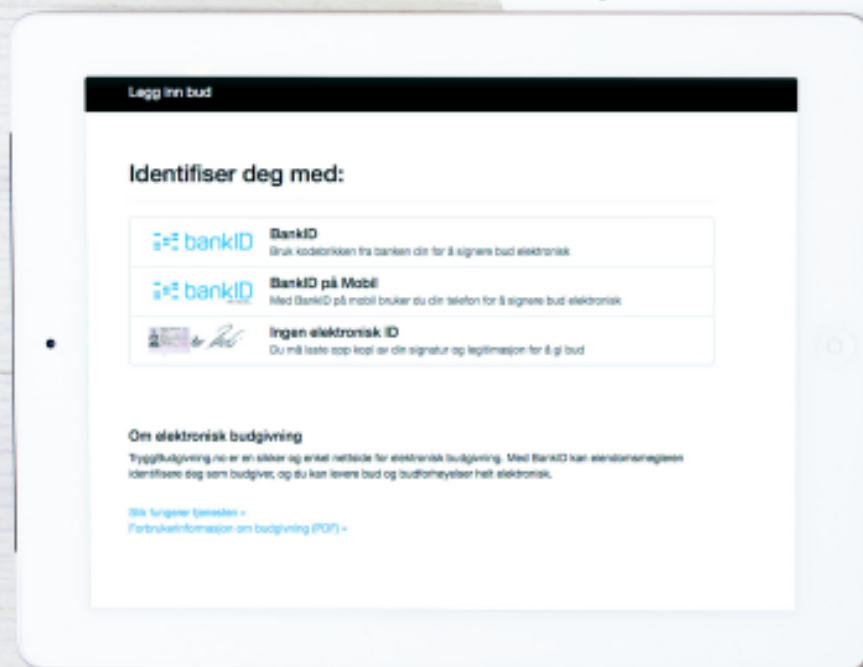 Legg inn bud
Identifiser deg med:
bankID
BankID
Bruk kodebrikken fra banken din for å signere bud elektronisk
bankID
BankID på Mobil
Med BankID på mobil bruker du din telefon for å signere bud elektronisk
Ingen elektronisk ID
Du må laste opp kopi av din signatur og legitimasjon for å gi bud
Om elektronisk budgivning
TryggBudgivning.no er en sikker og enkel nettside for elektronisk budgivning. Med BankID kan eiendomsmegleren
identifisere deg som budgiver, og du kan levere bud og budforhøyelser helt elektronisk.
Slik fungerer tjenesten »
Forbrukerinformasjon om budgivning (PDF) »